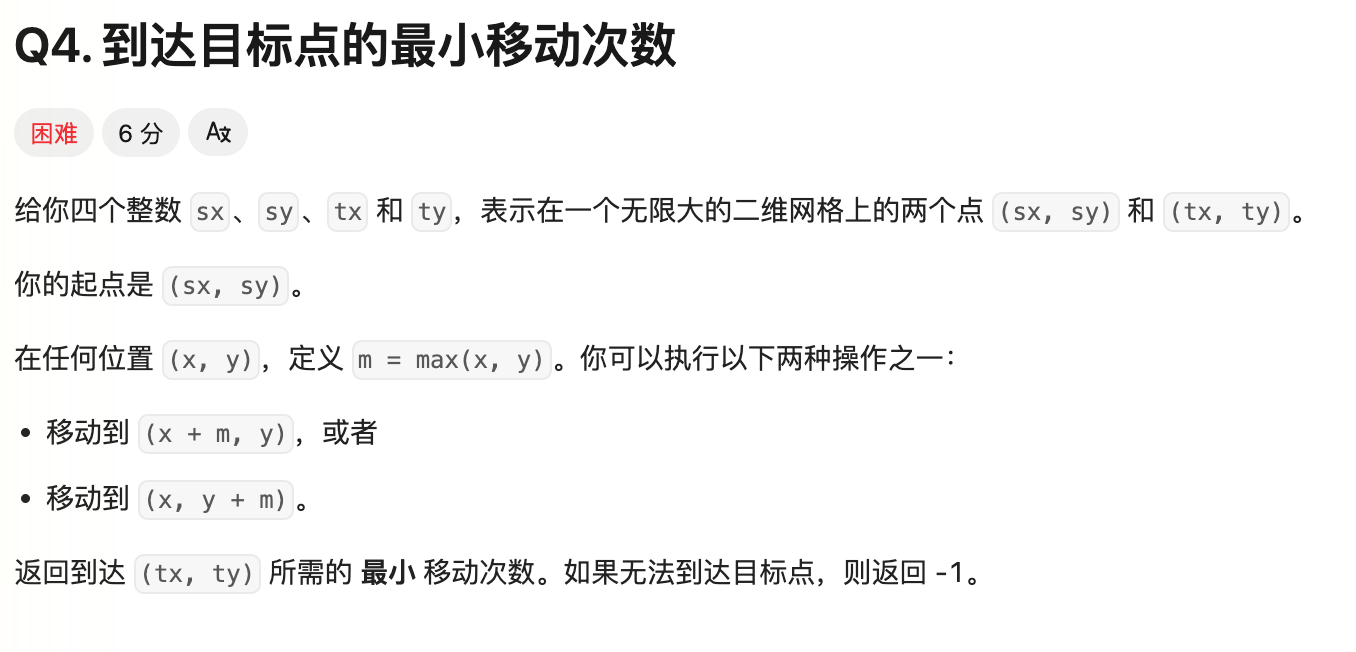 Q4. 到达目标点的最小移动次数
困难 6 分 A文
给你四个整数 sx、sy、tx 和 ty，表示在一个无限大的二维网格上的两个点 (sx, sy) 和 (tx, ty)。
你的起点是 (sx, sy)。
在任何位置 (x, y)，定义 m = max(x, y)。你可以执行以下两种操作之一：
• 移动到 (x + m, y)，或者
• 移动到 (x, y + m)。
返回到达 (tx, ty) 所需的 最小 移动次数。如果无法到达目标点，则返回 -1。